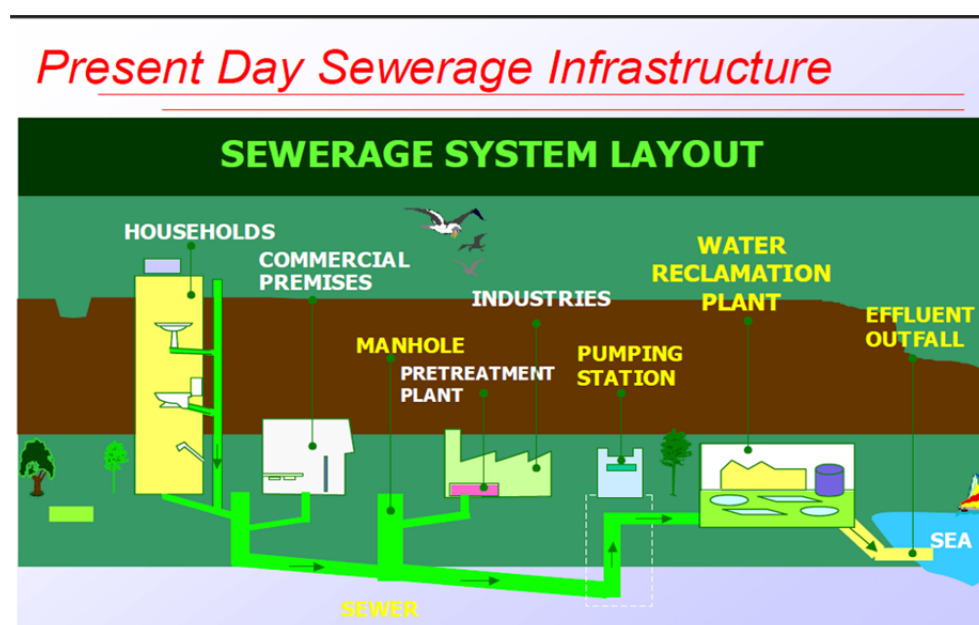 Present Day Sewerage Infrastructure
SEWERAGE SYSTEM LAYOUT
HOUSEHOLDS
COMMERCIAL
PREMISES
MANHOLE
PRETREATMENT
PLANT
INDUSTRIES
PUMPING
STATION
WATER
RECLAMATION
PLANT
EFFLUENT
OUTFALL
SEA
SEWER